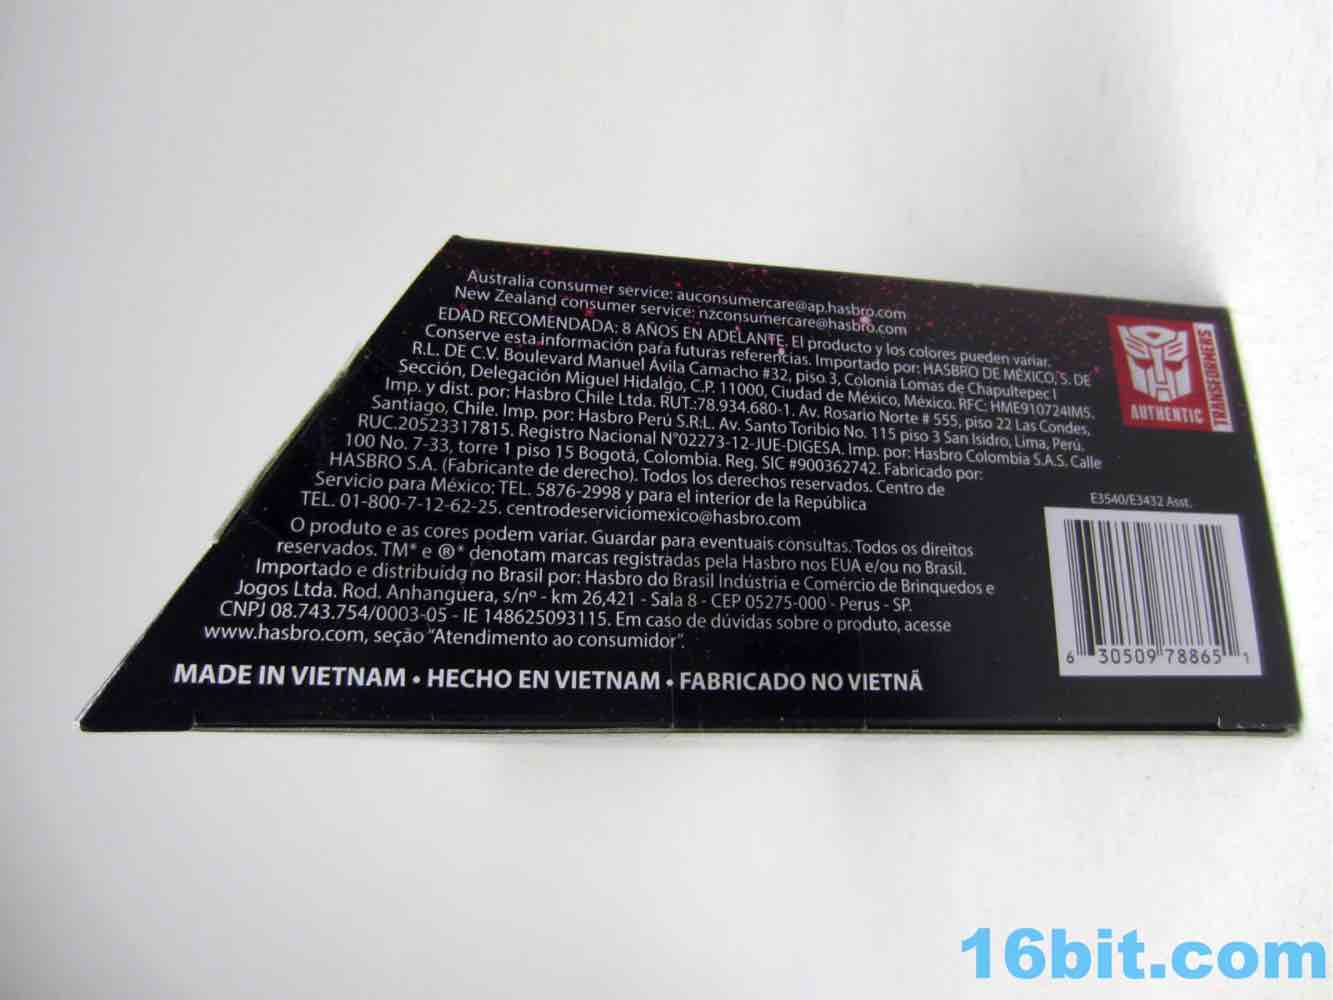 Australia consumer service: auconsumercare@ap.hasbro.com
New Zealand consumer service: nzconsumercare@hasbro.com
EDAD RECOMENDADA: 8 AÑOS EN ADELANTE. El producto y los colores pueden variar.
Conserve esta información para futuras referencias. Importado por: HASBRO DE MÉXICO, S. DE
R.L. DE C.V. Boulevard Manuel Ávila Camacho #32, piso 3, Colonia Lomas de Chapultepec I
Sección, Delegación Miguel Hidalgo, C.P. 11000, Ciudad de México, México. RFC: HME910724IM5.
Imp. y dist. por: Hasbro Chile Ltda. RUT.:78.934.680-1. Av. Rosario Norte # 555, piso 22 Las Condes,
Santiago, Chile. Imp. por: Hasbro Perú S.R.L. Av. Santo Toribio No. 115 piso 3 San Isidro, Lima, Perú.
RUC.20523317815. Registro Nacional N°02273-12-JUE-DIGESA. Imp. por: Hasbro Colombia S.A.S. Calle
100 No. 7-33, torre 1 piso 15 Bogotá, Colombia. Reg. SIC #900362742. Fabricado por:
HASBRO S.A. (Fabricante de derecho). Todos los derechos reservados. Centro de
Servicio para México: TEL. 5876-2998 y para el interior de la República
TEL. 01-800-7-12-62-25. centrodeserviciomexico@hasbro.com
O produto e as cores podem variar. Guardar para eventuais consultas. Todos os direitos
reservados. TM* e ®* denotam marcas registradas pela Hasbro nos EUA e/ou no Brasil.
Importado e distribuído no Brasil por: Hasbro do Brasil Indústria e Comércio de Brinquedos e
Jogos Ltda. Rod. Anhanguera, s/nº - km 26,421 - Sala 8 - CEP 05275-000 - Perus - SP.
CNPJ 08.743.754/0003-05 - IE 148625093115. Em caso de dúvidas sobre o produto, acesse
www.hasbro.com, seção "Atendimento ao consumidor".
MADE IN VIETNAM • HECHO EN VIETNAM • FABRICADO NO VIETNÃ
AUTHENTIC
TRANSFORMERS
E3540/E3432 Asst.
6 30509 78865 1
16bit.com